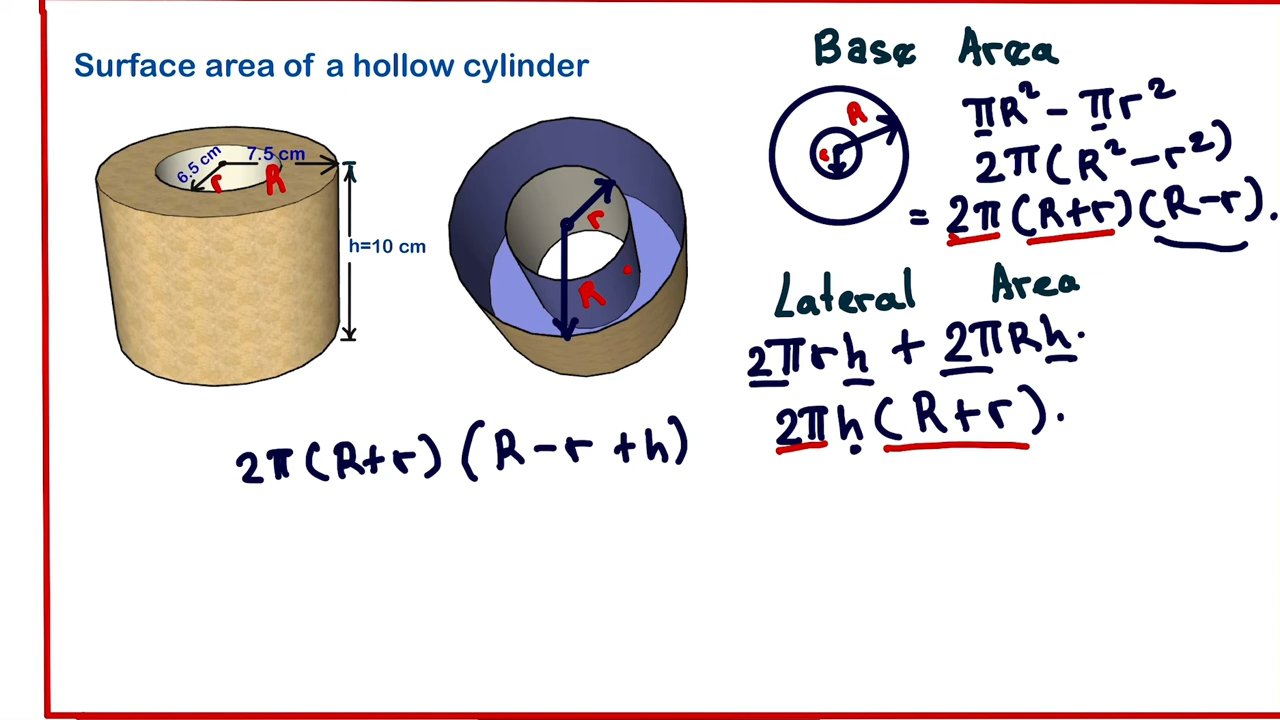 Surface area of a hollow cylinder
6.5 cm
7.5 cm
r
R
h=10 cm
r
R
Base Area
R
r
πR² - πr²
2π(R² - r²)
= 2π(R+r)(R-r).
Lateral Area
2πrh + 2πRh.
2πh(R+r).
2π(R+r)(R-r+h)